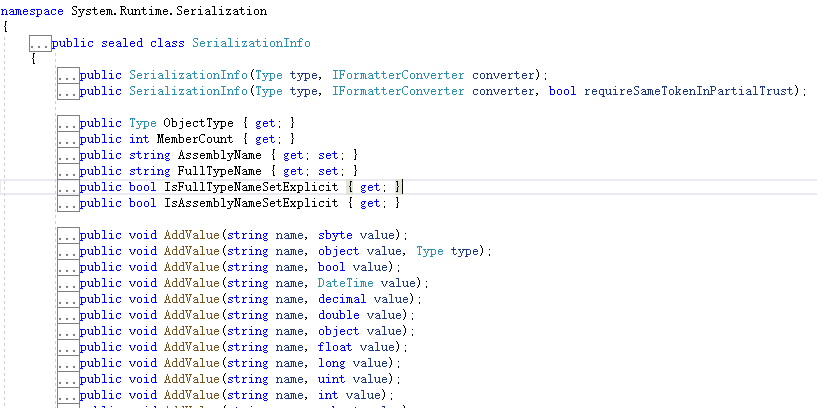 namespace System.Runtime.Serialization
{
...public sealed class SerializationInfo
{
...public SerializationInfo(Type type, IFormatterConverter converter);
...public SerializationInfo(Type type, IFormatterConverter converter, bool requireSameTokenInPartialTrust);
...public Type ObjectType { get; }
...public int MemberCount { get; }
...public string AssemblyName { get; set; }
...public string FullTypeName { get; set; }
...public bool IsFullTypeNameSetExplicit { get; }
...public bool IsAssemblyNameSetExplicit { get; }
...public void AddValue(string name, sbyte value);
...public void AddValue(string name, object value, Type type);
...public void AddValue(string name, bool value);
...public void AddValue(string name, DateTime value);
...public void AddValue(string name, decimal value);
...public void AddValue(string name, double value);
...public void AddValue(string name, object value);
...public void AddValue(string name, float value);
...public void AddValue(string name, long value);
...public void AddValue(string name, uint value);
...public void AddValue(string name, int value);